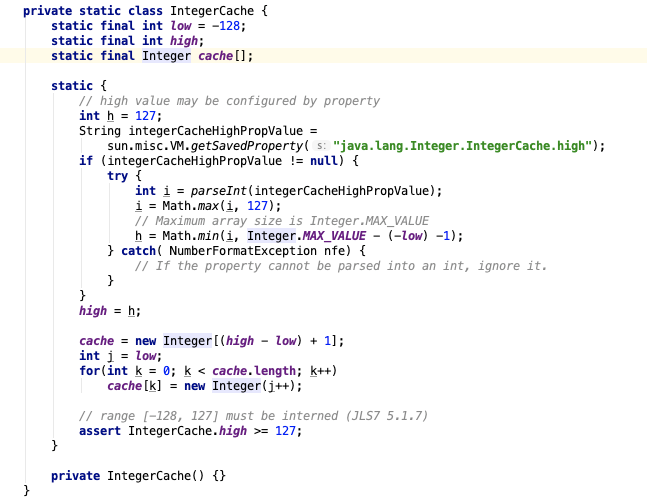 private static class IntegerCache {
    static final int low = -128;
    static final int high;
    static final Integer cache[];

    static {
        // high value may be configured by property
        int h = 127;
        String integerCacheHighPropValue =
            sun.misc.VM.getSavedProperty( s: "java.lang.Integer.IntegerCache.high");
        if (integerCacheHighPropValue != null) {
            try {
                int i = parseInt(integerCacheHighPropValue);
                i = Math.max(i, 127);
                // Maximum array size is Integer.MAX_VALUE
                h = Math.min(i, Integer.MAX_VALUE - (-low) -1);
            } catch( NumberFormatException nfe) {
                // If the property cannot be parsed into an int, ignore it.
            }
        }
        high = h;

        cache = new Integer[(high - low) + 1];
        int j = low;
        for(int k = 0; k < cache.length; k++)
            cache[k] = new Integer(j++);

        // range [-128, 127] must be interned (JLS7 5.1.7)
        assert IntegerCache.high >= 127;
    }

    private IntegerCache() {}
}